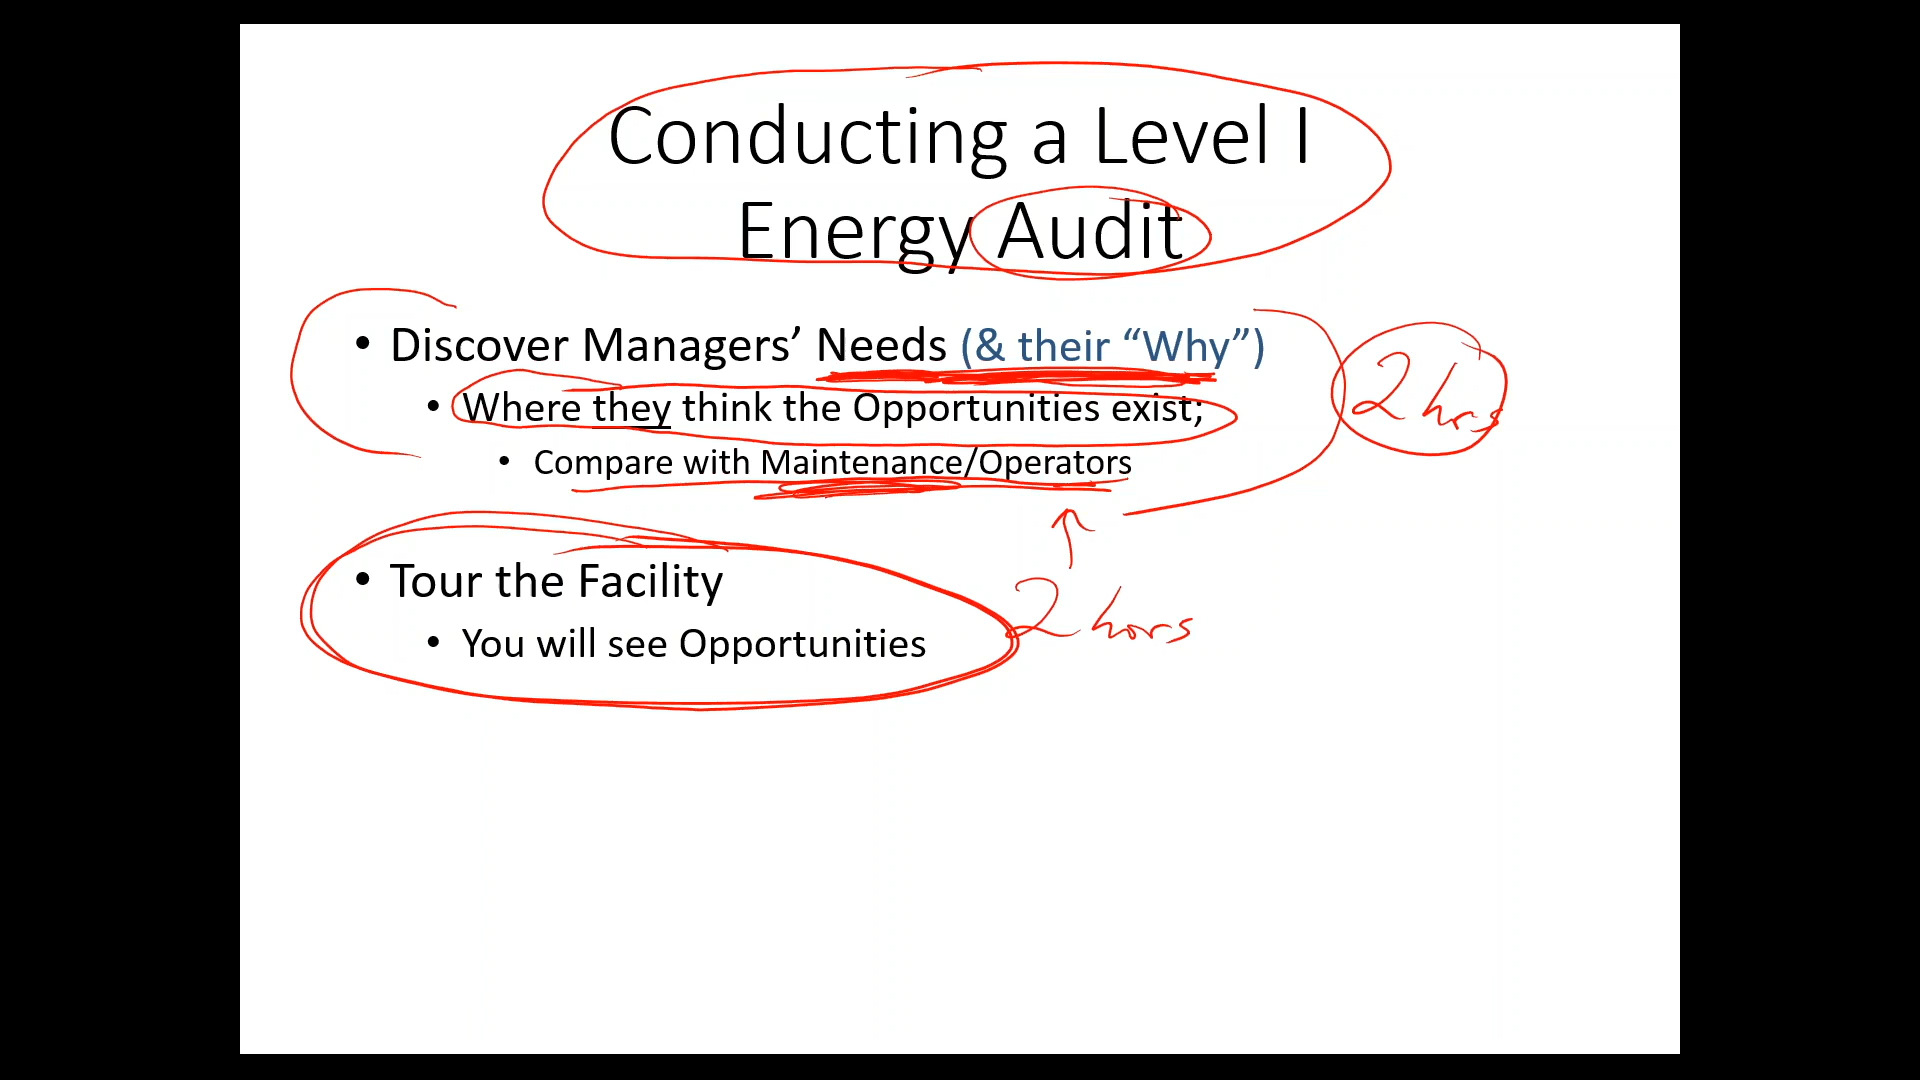 Conducting a Level I
Energy Audit
• Discover Managers’ Needs (& their “Why”)
2 hrs
• Where they think the Opportunities exist;
• Compare with Maintenance/Operators
• Tour the Facility
2 hors
• You will see Opportunities